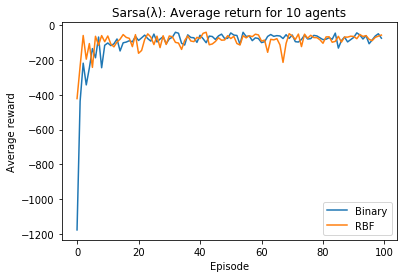 Sarsa(λ): Average return for 10 agents
Average reward
0
−200
−400
−600
−800
−1000
−1200
0
20
40
60
80
100
Episode
Binary
RBF